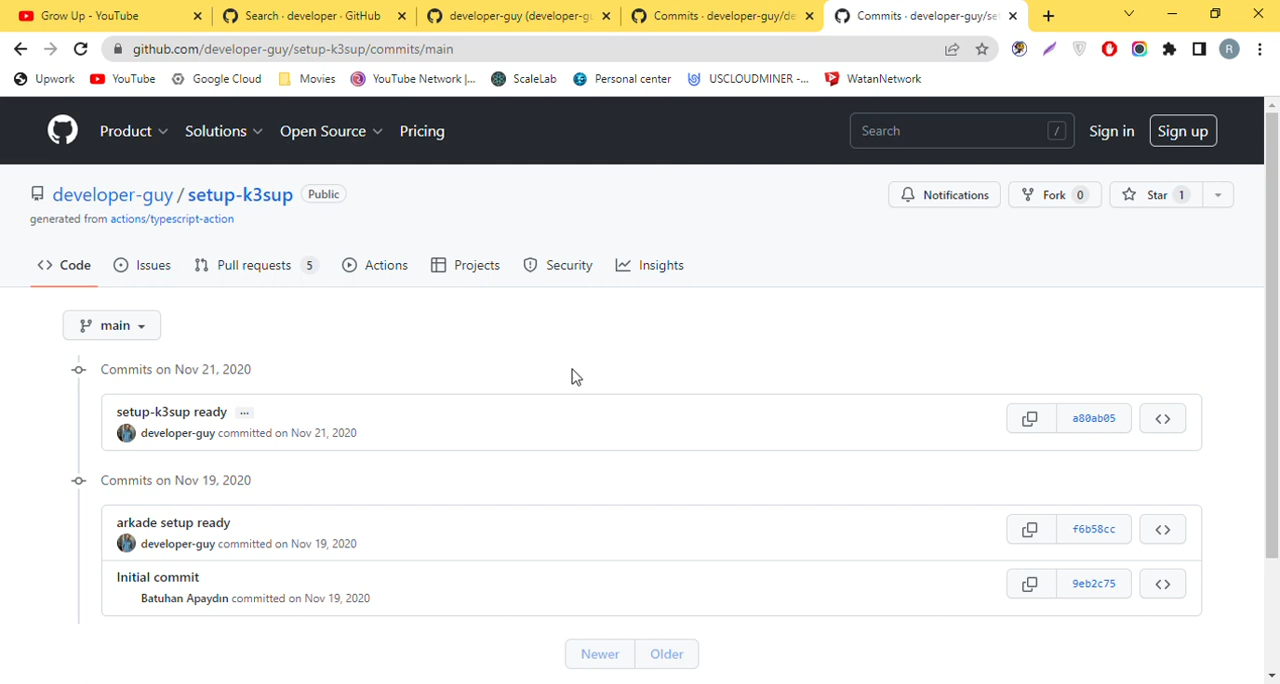 Grow Up - YouTube
Search · developer · GitHub
developer-guy (developer-g
Commits · developer-guy/de
Commits · developer-guy/set
github.com/developer-guy/setup-k3sup/commits/main
R
Upwork
YouTube
Google Cloud
Movies
YouTube Network |...
ScaleLab
Personal center
USCLOUDMINER -...
WatanNetwork
Product
Solutions
Open Source
Pricing
Search
/
Sign in
Sign up
developer-guy / setup-k3sup
Public
Notifications
Fork 0
Star 1
generated from actions/typescript-action
Code
Issues
Pull requests 5
Actions
Projects
Security
Insights
main
Commits on Nov 21, 2020
setup-k3sup ready ...
developer-guy committed on Nov 21, 2020
a80ab05
Commits on Nov 19, 2020
arkade setup ready
developer-guy committed on Nov 19, 2020
f6b58cc
Initial commit
Batuhan Apaydın committed on Nov 19, 2020
9eb2c75
Newer
Older